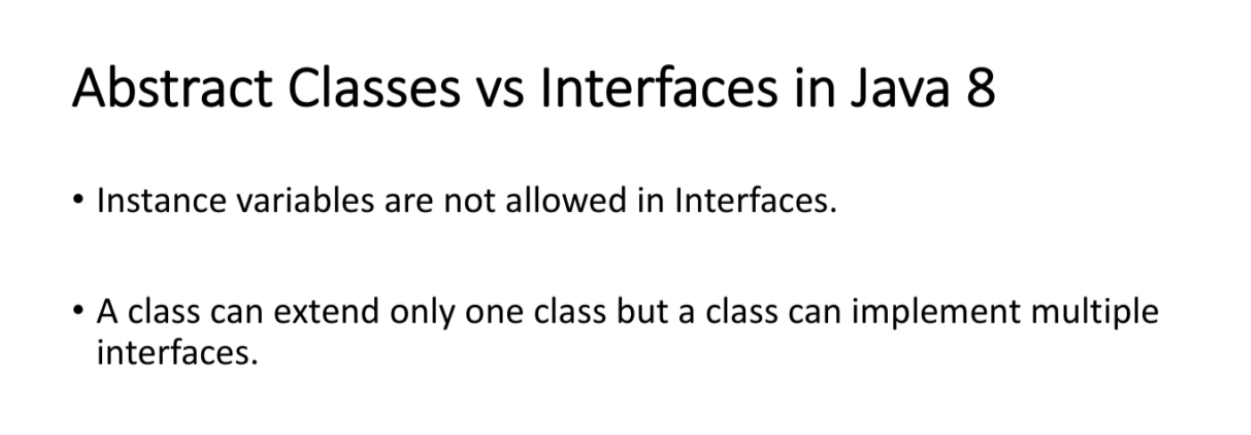 Abstract Classes vs Interfaces in Java 8
• Instance variables are not allowed in Interfaces.
• A class can extend only one class but a class can implement multiple
interfaces.